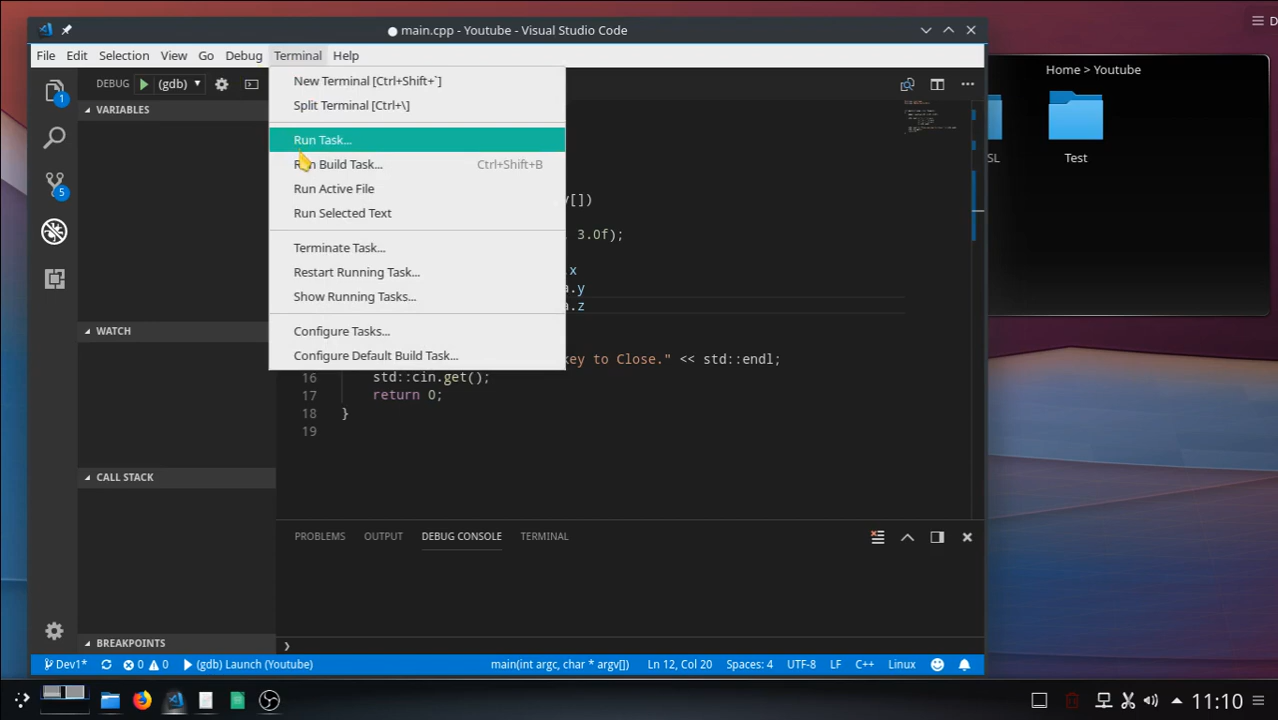 ● main.cpp - Youtube - Visual Studio Code
File Edit Selection View Go Debug Terminal Help
DEBUG (gdb)
New Terminal [Ctrl+Shift+`]
Split Terminal [Ctrl+\]
Run Task...
Run Build Task... Ctrl+Shift+B
Run Active File
Run Selected Text
Terminate Task...
Restart Running Task...
Show Running Tasks...
Configure Tasks...
Configure Default Build Task...
1
5
VARIABLES
WATCH
CALL STACK
BREAKPOINTS
y[])
, 3.0f);
.x
a.y
a.z
key to Close." << std::endl;
16 std::cin.get();
17 return 0;
18 }
19
PROBLEMS OUTPUT DEBUG CONSOLE TERMINAL
❯
Dev1* 0 0 (gdb) Launch (Youtube) main(int argc, char * argv[]) Ln 12, Col 20 Spaces: 4 UTF-8 LF C++ Linux
D
Home > Youtube
SL
Test
11:10